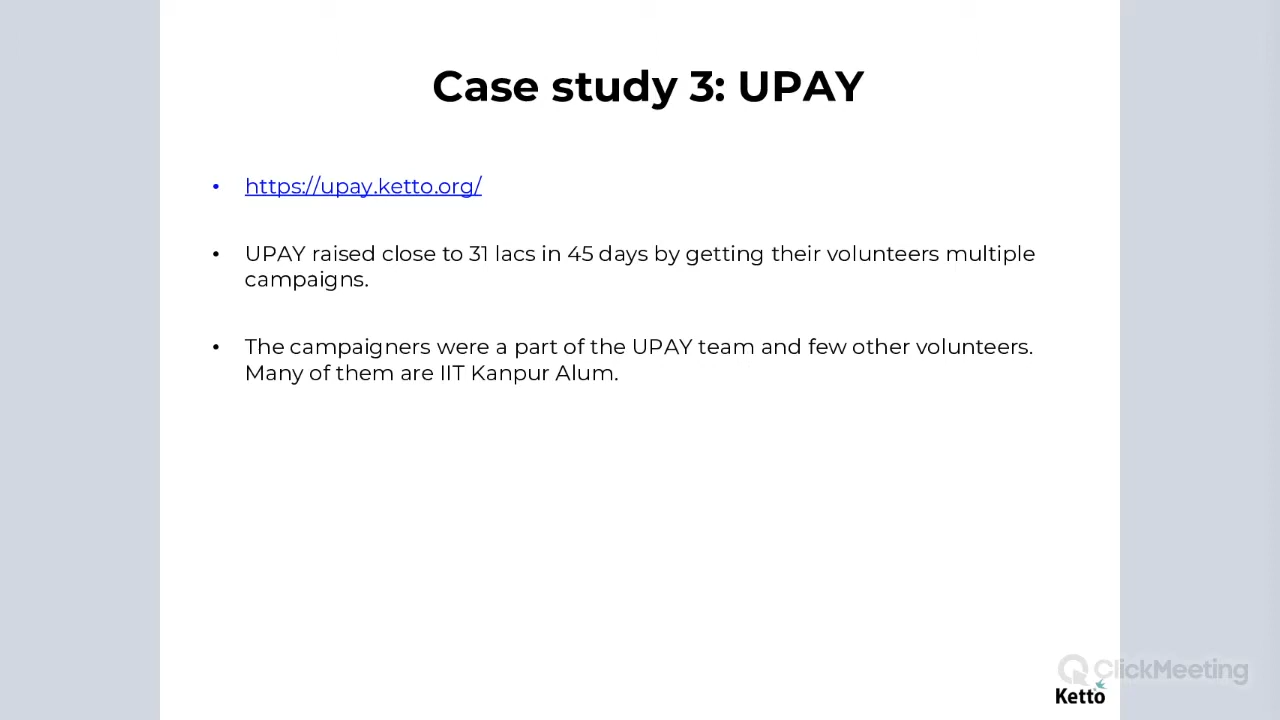 Case study 3: UPAY
• https://upay.ketto.org/
• UPAY raised close to 31 lacs in 45 days by getting their volunteers multiple
campaigns.
• The campaigners were a part of the UPAY team and few other volunteers.
Many of them are IIT Kanpur Alum.
ClickMeeting
Ketto